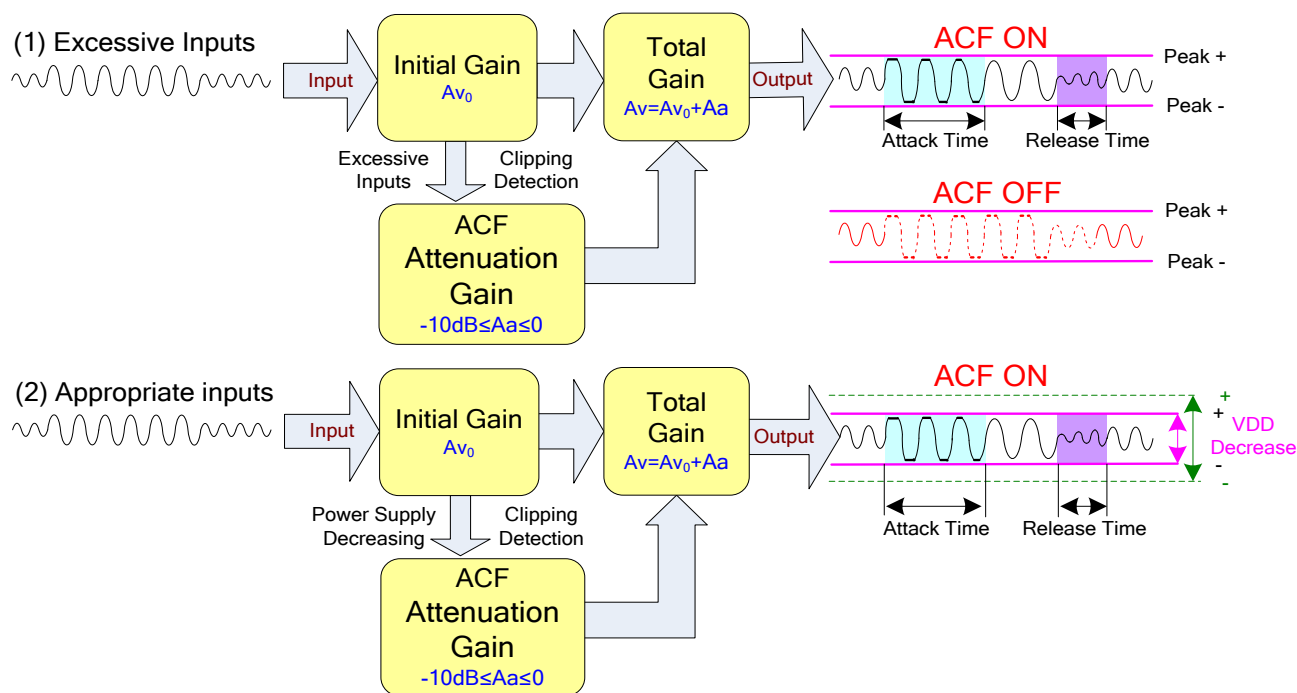 (1) Excessive Inputs
Input
Initial Gain
Av0
Total
Gain
Av=Av0+Aa
Output
ACF ON
Peak +
Peak -
Attack Time
Release Time
Excessive
Inputs
Clipping
Detection
ACF
Attenuation
Gain
-10dB≤Aa≤0
ACF OFF
Peak +
Peak -
(2) Appropriate inputs
Input
Initial Gain
Av0
Total
Gain
Av=Av0+Aa
Output
ACF ON
+
+
VDD
Decrease
-
-
Attack Time
Release Time
Power Supply
Decreasing
Clipping
Detection
ACF
Attenuation
Gain
-10dB≤Aa≤0